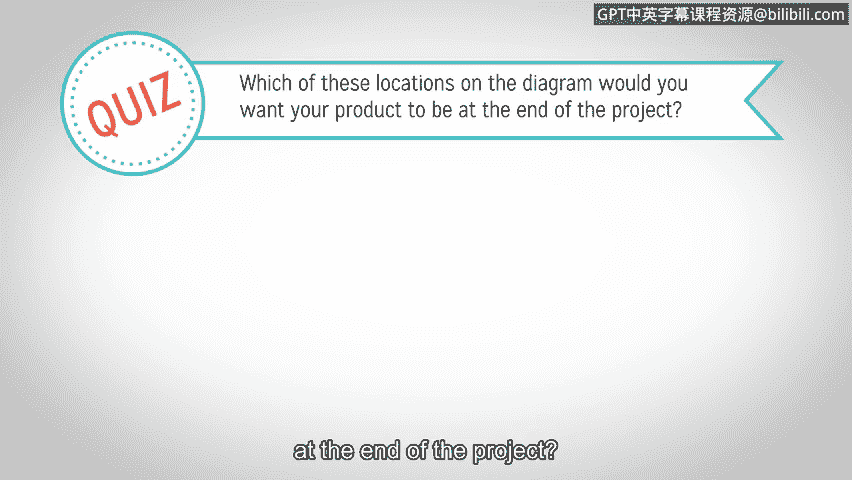 GPT中英字幕课程资源@bilibili.com
QUIZ
Which of these locations on the diagram would you
want your product to be at the end of the project?
at the end of the project?